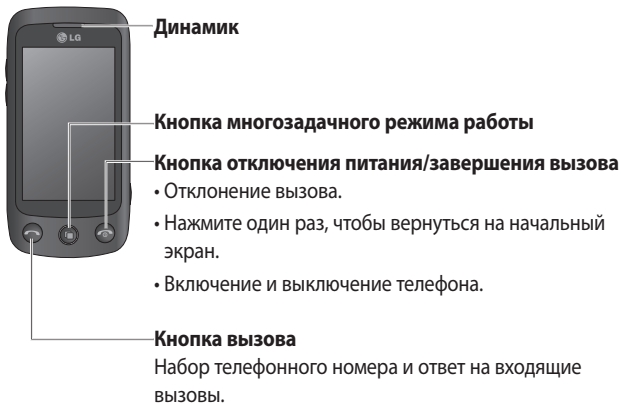 Динамик
LG
Кнопка многозадачного режима работы
Кнопка отключения питания/завершения вызова
• Отклонение вызова.
• Нажмите один раз, чтобы вернуться на начальный
экран.
• Включение и выключение телефона.
Кнопка вызова
Набор телефонного номера и ответ на входящие
вызовы.